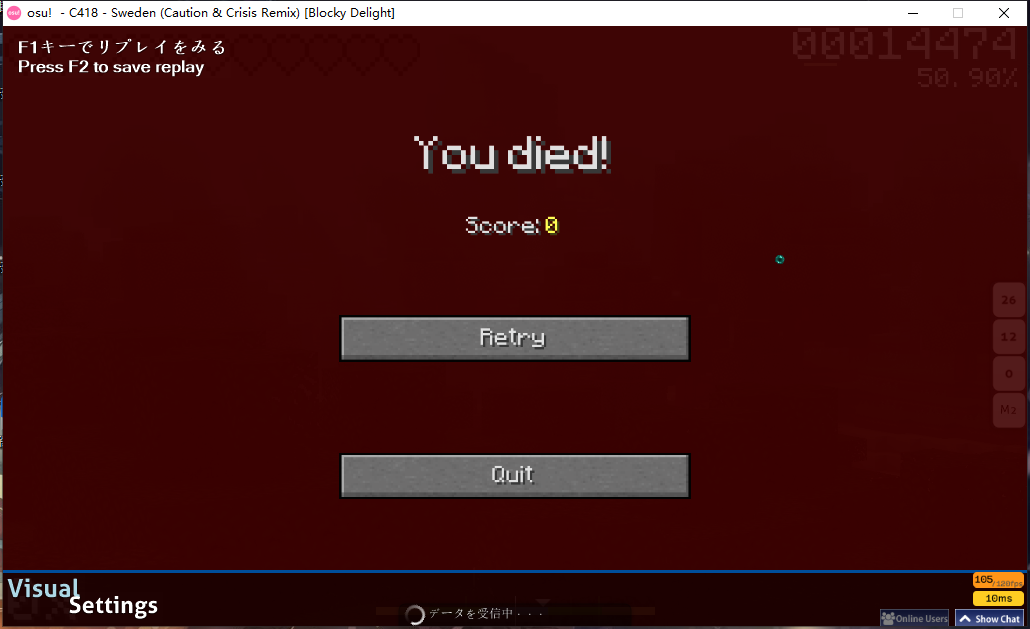 osu!  - C418 - Sweden (Caution & Crisis Remix) [Blocky Delight]
F1キーでリプレイをみる
Press F2 to save replay
00014474
50.90%
You died!
Score: 0
26
Retry
12
0
M2
Quit
Visual
Settings
データを受信中・・・
105/120fps
10ms
Online Users
Show Chat